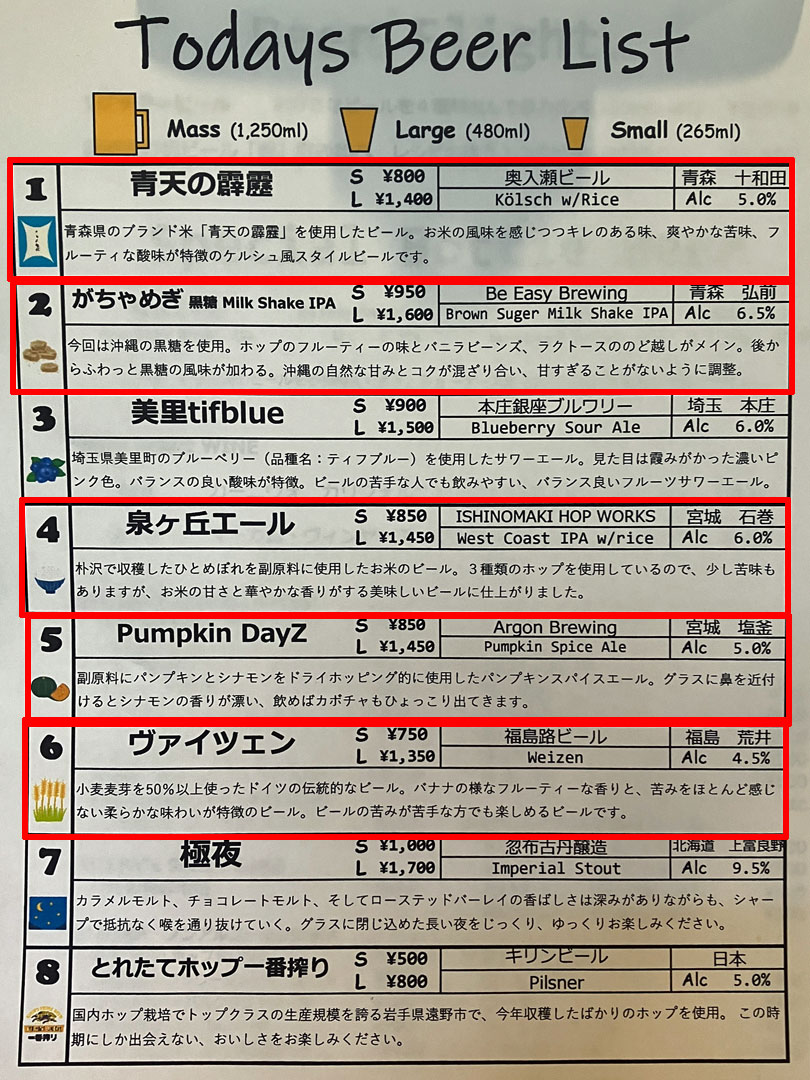 Todays Beer List
Mass (1,250ml) Large (480ml) Small (265ml)
1 青天の霹靂 S ¥800 奥入瀬ビール 青森 十和田
L ¥1,400 Kölsch w/Rice Alc 5.0%
青森県のブランド米「青天の霹靂」を使用したビール。お米の風味を感じつつキレのある味、爽やかな苦味、フ
ルーティな酸味が特徴のケルシュ風スタイルビールです。
2 がちゃめぎ 黒糖 Milk Shake IPA S ¥950 Be Easy Brewing 青森 弘前
L ¥1,600 Brown Suger Milk Shake IPA Alc 6.5%
今回は沖縄の黒糖を使用。ホップのフルーティーの味とバニラビーンズ、ラクトースののど越しがメイン。後か
らふわっと黒糖の風味が加わる。沖縄の自然な甘みとコクが混ざり合い、甘すぎることがないように調整。
3 美里tifblue S ¥900 本庄銀座ブルワリー 埼玉 本庄
L ¥1,500 Blueberry Sour Ale Alc 6.0%
埼玉県美里町のブルーベリー（品種名：ティフブルー）を使用したサワーエール。見た目は霞みがかった濃いピ
ンク色。バランスの良い酸味が特徴。ビールの苦手な人でも飲みやすい、バランス良いフルーツサワーエール。
4 泉ヶ丘エール S ¥850 ISHINOMAKI HOP WORKS 宮城 石巻
L ¥1,450 West Coast IPA w/rice Alc 6.0%
朴沢で収穫したひとめぼれを副原料に使用したお米のビール。３種類のホップを使用しているので、少し苦味も
ありますが、お米の甘さと華やかな香りがする美味しいビールに仕上がりました。
5 Pumpkin DayZ S ¥850 Argon Brewing 宮城 塩釜
L ¥1,450 Pumpkin Spice Ale Alc 5.0%
副原料にパンプキンとシナモンをドライホッピング的に使用したパンプキンスパイスエール。グラスに鼻を近付
けるとシナモンの香りが漂い、飲めばカボチャもひょっこり出てきます。
6 ヴァイツェン S ¥750 福島路ビール 福島 荒井
L ¥1,350 Weizen Alc 4.5%
小麦麦芽を50％以上使ったドイツの伝統的なビール。バナナの様なフルーティーな香りと、苦みをほとんど感じ
ない柔らかな味わいが特徴のビール。ビールの苦みが苦手な方でも楽しめるビールです。
7 極夜 S ¥1,000 忽布古丹醸造 北海道 上富良野
L ¥1,700 Imperial Stout Alc 9.5%
カラメルモルト、チョコレートモルト、そしてローステッドバーレイの香ばしさは深みがありながらも、シャー
プで抵抗なく喉を通り抜けていく。グラスに閉じ込めた長い夜をじっくり、ゆっくりお楽しみください。
8 とれたてホップ一番搾り S ¥500 キリンビール 日本
L ¥800 Pilsner Alc 5.0%
国内ホップ栽培でトップクラスの生産規模を誇る岩手県遠野市で、今年収穫したばかりのホップを使用。 この時
一番搾り 期にしか出会えない、おいしさをお楽しみください。